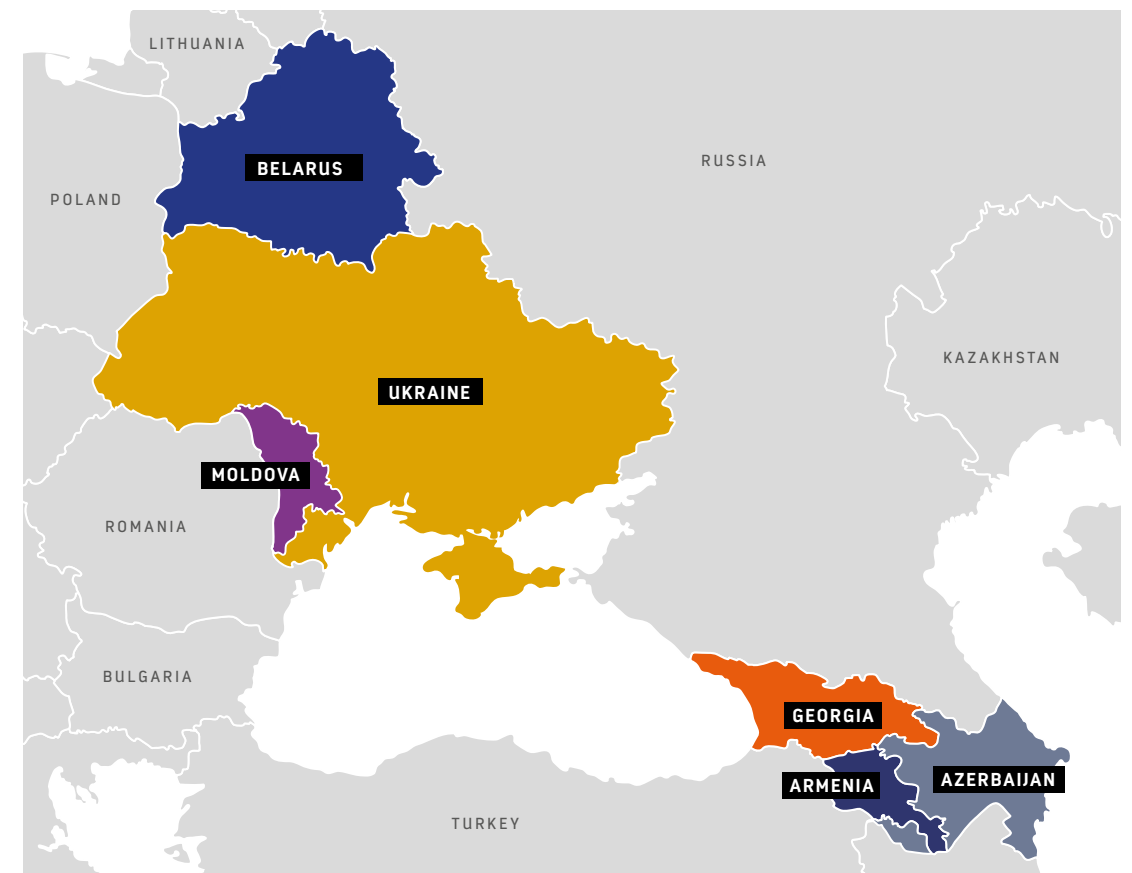 LITHUANIA
BELARUS
RUSSIA
POLAND
KAZAKHSTAN
UKRAINE
MOLDOVA
ROMANIA
BULGARIA
GEORGIA
ARMENIA
AZERBAIJAN
TURKEY